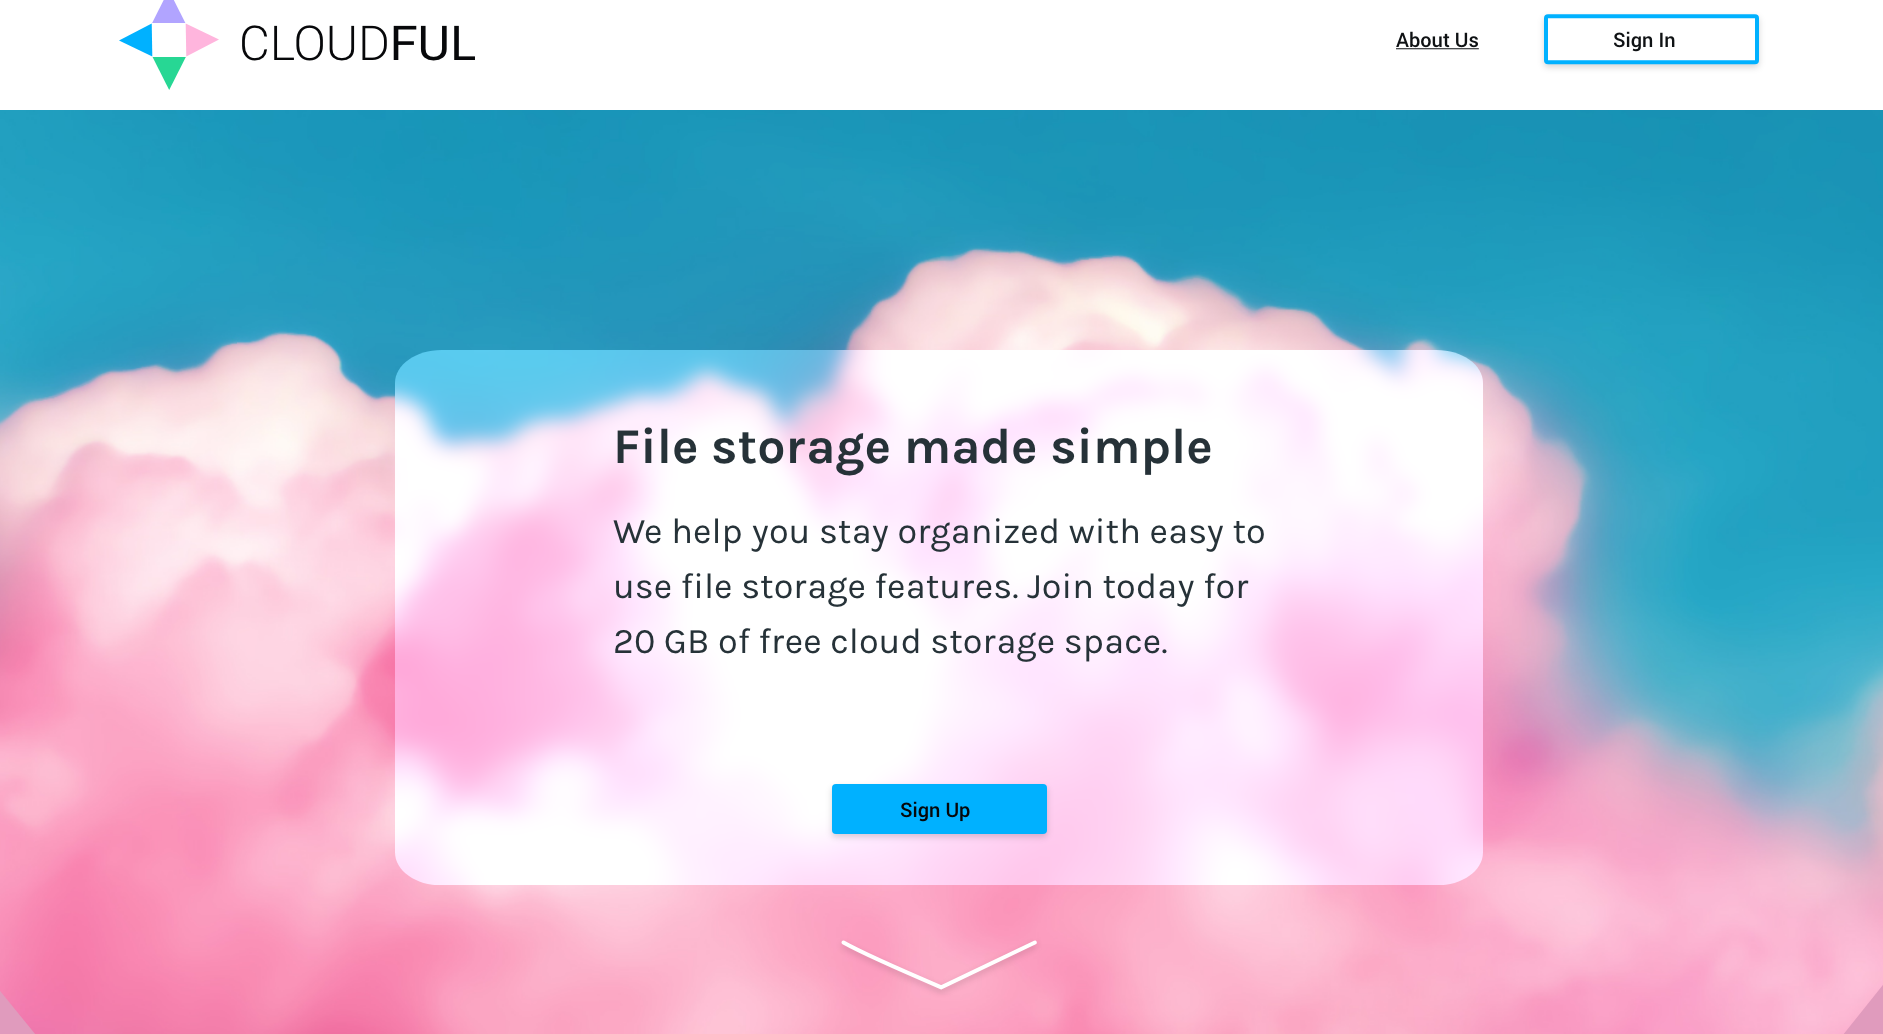 CLOUDFUL
About Us
Sign In
File storage made simple
We help you stay organized with easy to
use file storage features. Join today for
20 GB of free cloud storage space.
Sign Up